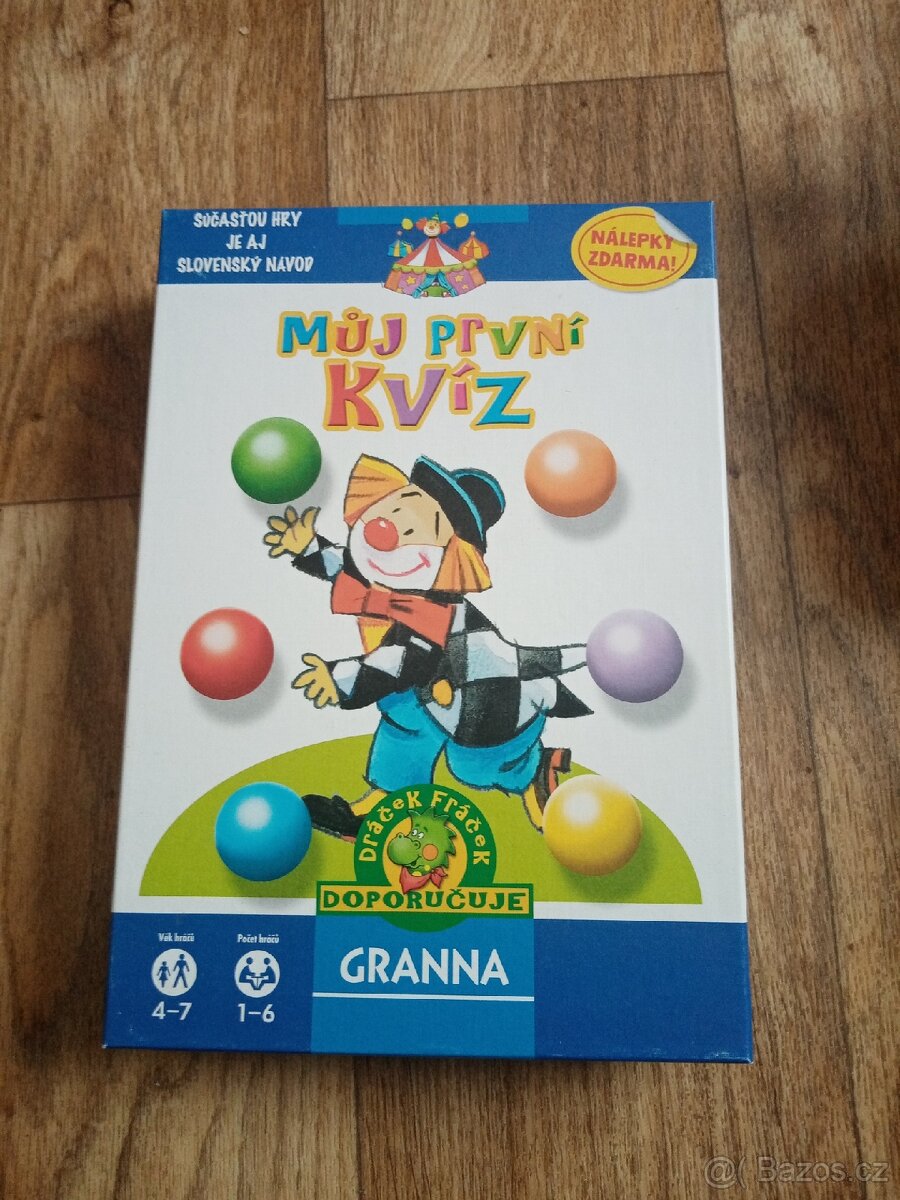 SÚČASŤOU HRY
JE AJ
SLOVENSKÝ NÁVOD
NÁLEPKY
ZDARMA!
MŮJ PRVNÍ
KVÍZ
Dráček Fráček
DOPORUČUJE
GRANNA
Věk hráčů
4–7
Počet hráčů
1–6
@( Bazos.cz